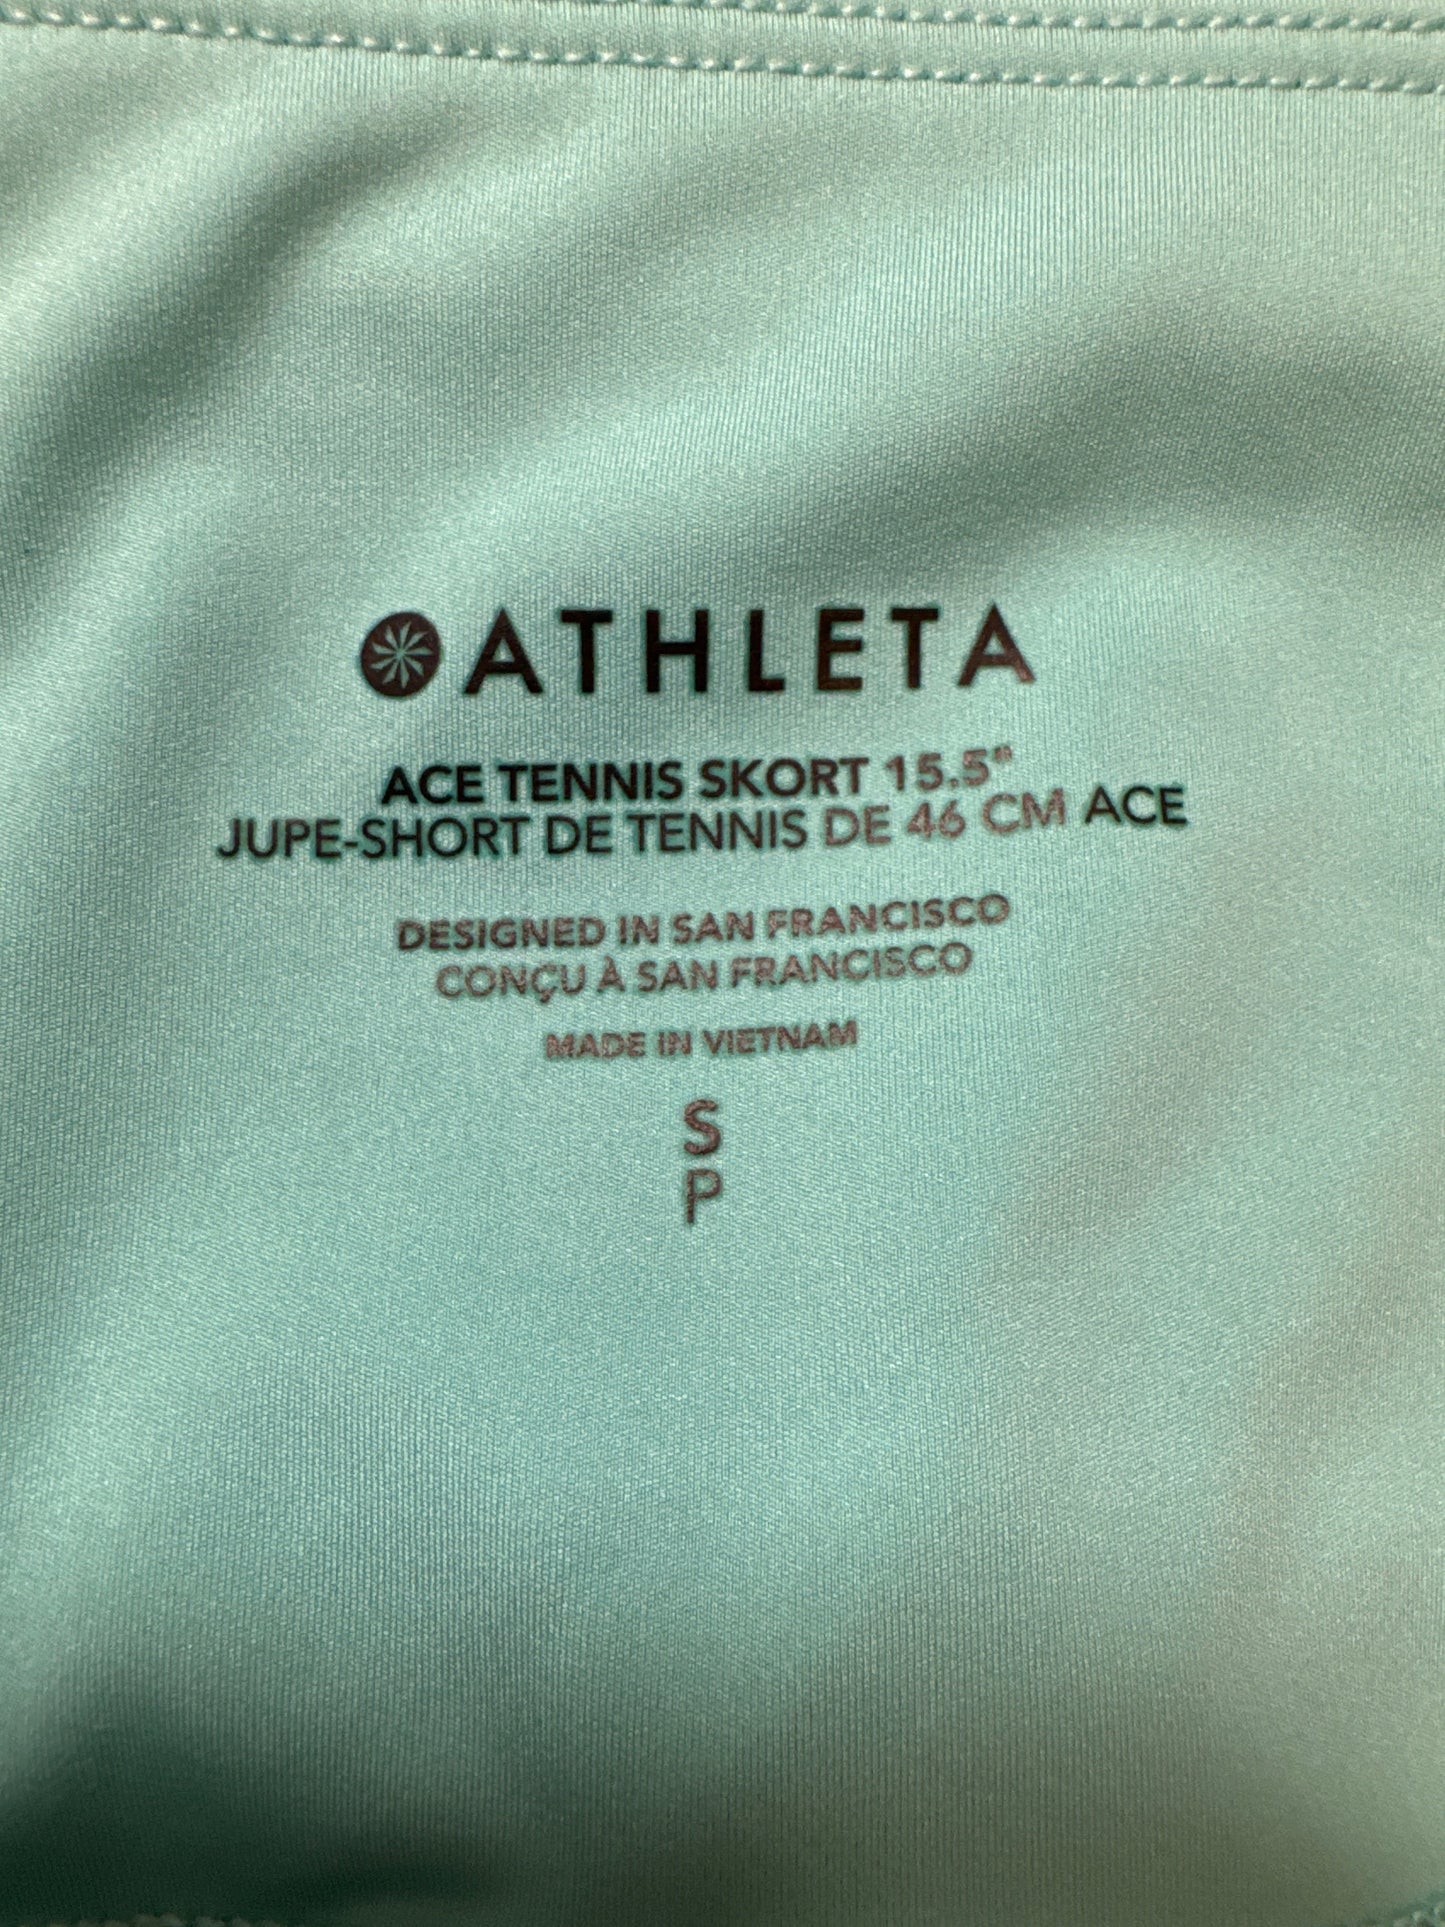 ATHLETA
ACE TENNIS SKORT 15.5"
JUPE-SHORT DE TENNIS DE 46 CM ACE
DESIGNED IN SAN FRANCISCO
CONÇU À SAN FRANCISCO
MADE IN VIETNAM
S
P